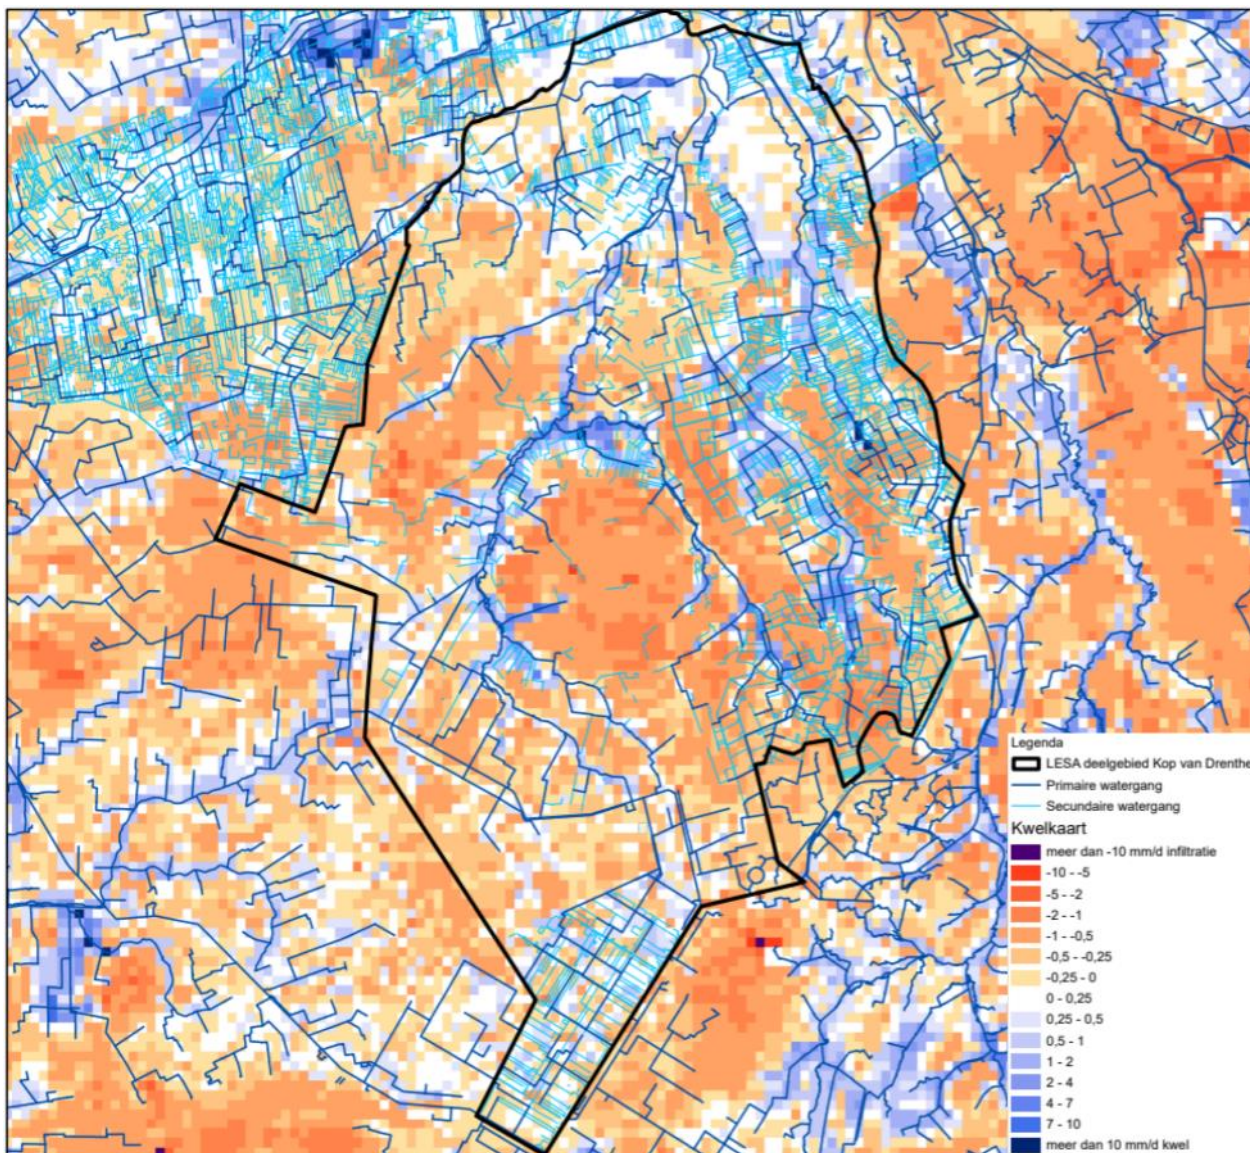 Legenda
LESA deelgebied Kop van Drenthe
Primaire watergang
Secundaire watergang
Kwelkaart
meer dan -10 mm/d infiltratie
-10 - -5
-5 - -2
-2 - -1
-1 - -0,5
-0,5 - -0,25
-0,25 - 0
0 - 0,25
0,25 - 0,5
0,5 - 1
1 - 2
2 - 4
4 - 7
7 - 10
meer dan 10 mm/d kwel